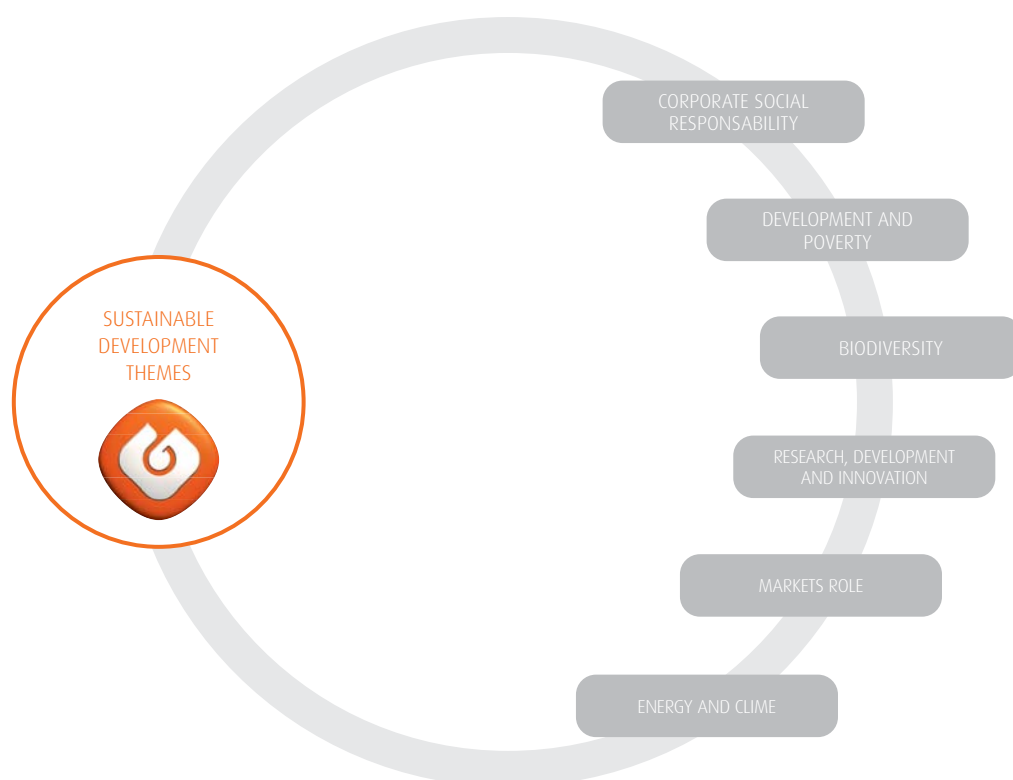 CORPORATE SOCIAL
RESPONSABILITY
DEVELOPMENT AND
POVERTY
SUSTAINABLE
DEVELOPMENT
THEMES
BIODIVERSITY
RESEARCH, DEVELOPMENT
AND INNOVATION
MARKETS ROLE
ENERGY AND CLIME